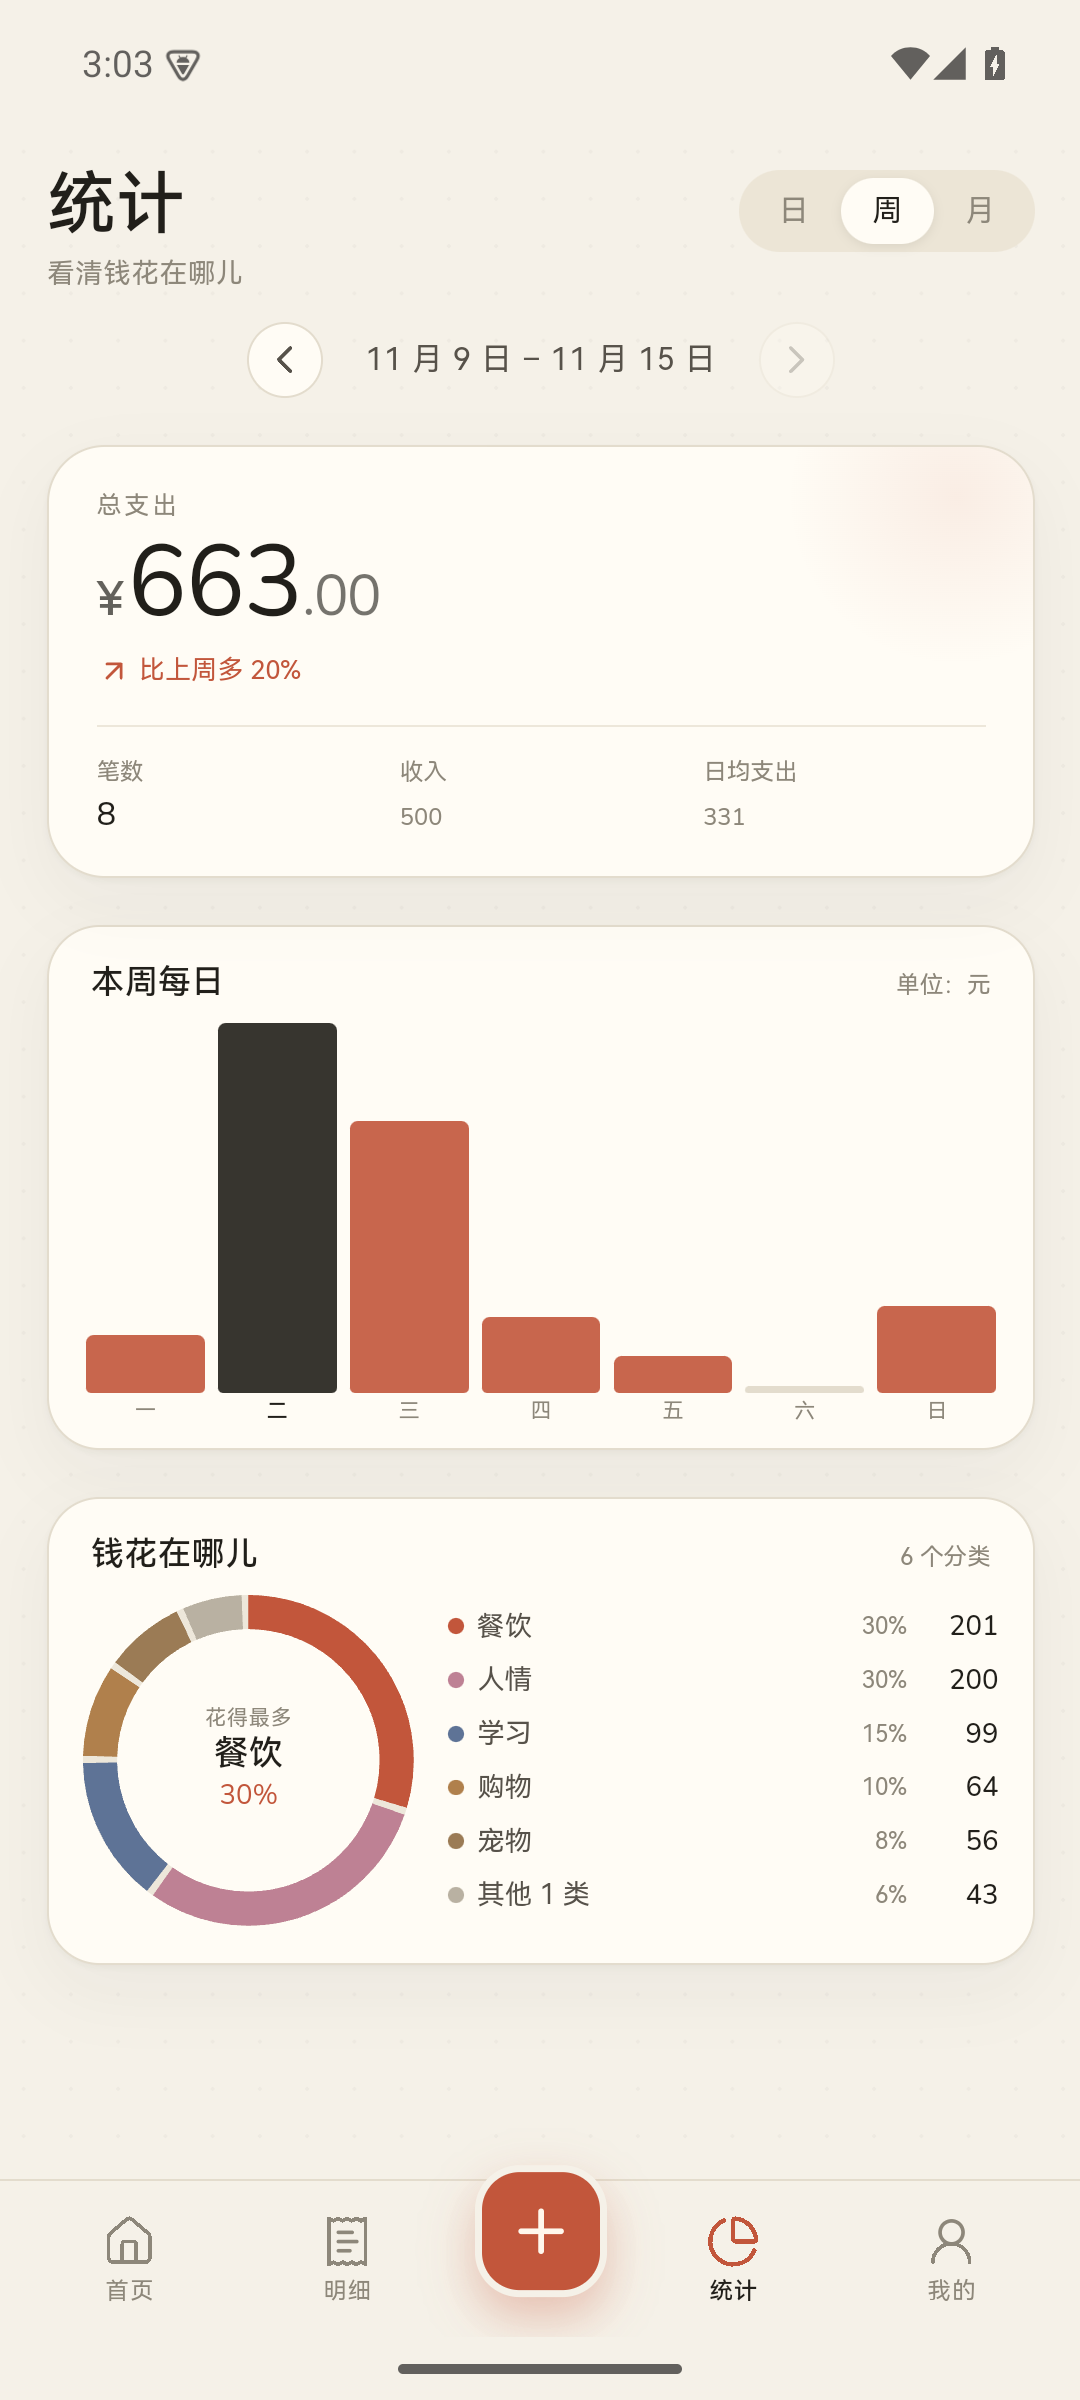 3:03
统计
日 周 月
看清钱花在哪儿
11 月 9 日 – 11 月 15 日
总支出
¥663.00
比上周多 20%
笔数 收入 日均支出
8 500 331
本周每日 单位：元
一 二 三 四 五 六 日
钱花在哪儿 6 个分类
花得最多
餐饮
30%
餐饮 30% 201
人情 30% 200
学习 15% 99
购物 10% 64
宠物 8% 56
其他 1 类 6% 43
首页 明细 统计 我的